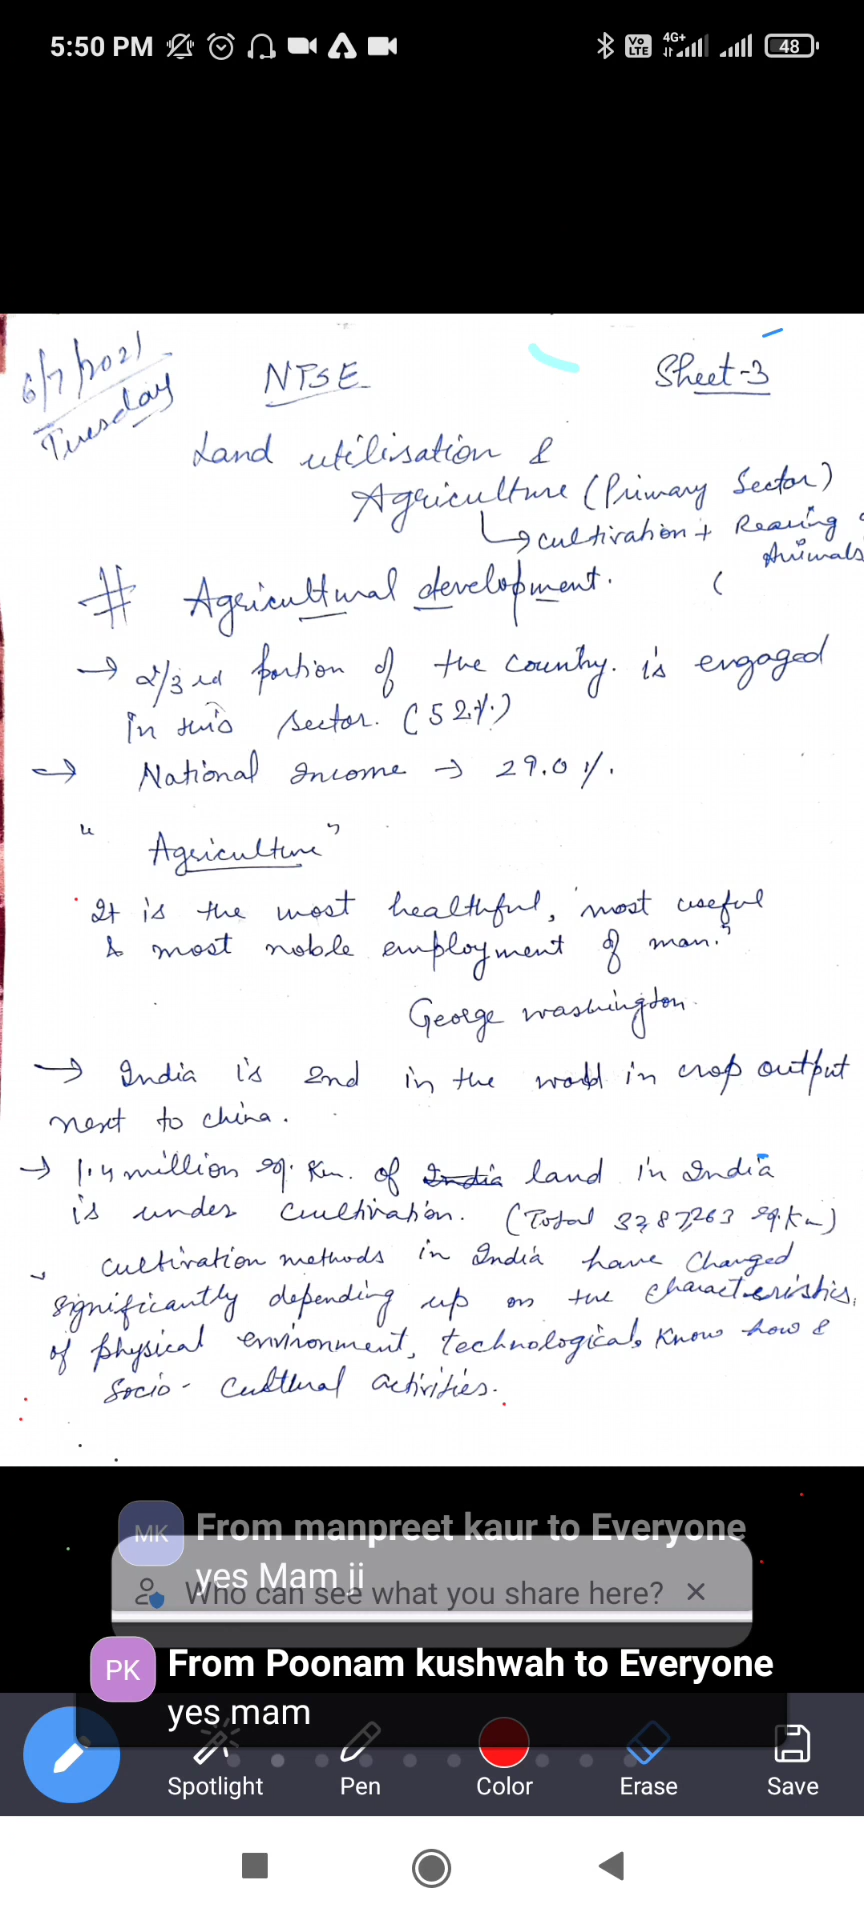 5:50 PM
Vo LTE 4G+ 48
6/7/2021
Tuesday
NTSE
Sheet-3
Land utilisation &
Agriculture (Primary Sector)
↳ cultivation + Rearing
Animals
(
# Agricultural development.
→ 2/3rd portion of the country. is engaged
in this sector. (52%)
→ National Income → 29.0%.
" Agriculture"
"It is the most healthful, most useful
& most noble employment of man."
George washington
→ India is 2nd in the world in crop output
next to china.
→ 1.4 million sq. Km. of India land in India
is under cultivation. (Total 3287263 sq.km)
cultivation methods in India have changed
significantly depending up on the characteristics,
of physical environment, technological know how &
Socio - Cultural activities.
MK From manpreet kaur to Everyone
yes Mam ji
Who can see what you share here? ×
PK From Poonam kushwah to Everyone
yes mam
Spotlight Pen Color Erase Save